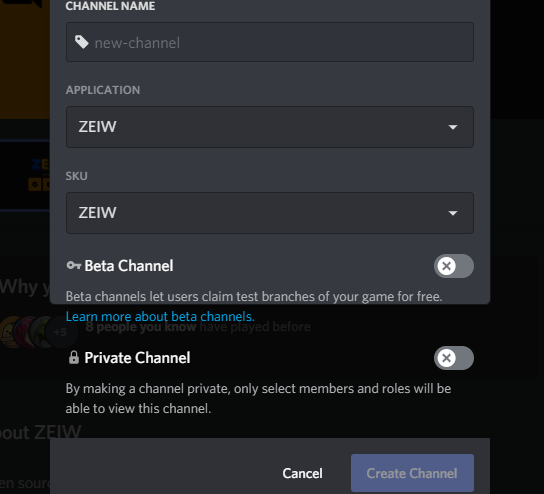 CHANNEL NAME
new-channel
APPLICATION
ZEIW
SKU
ZEIW
Beta Channel
Beta channels let users claim test branches of your game for free.
Learn more about beta channels.
Why y
+5
8 people you know have played before
Private Channel
By making a channel private, only select members and roles will be
able to view this channel.
out ZEIW
en sourc
Cancel
Create Channel